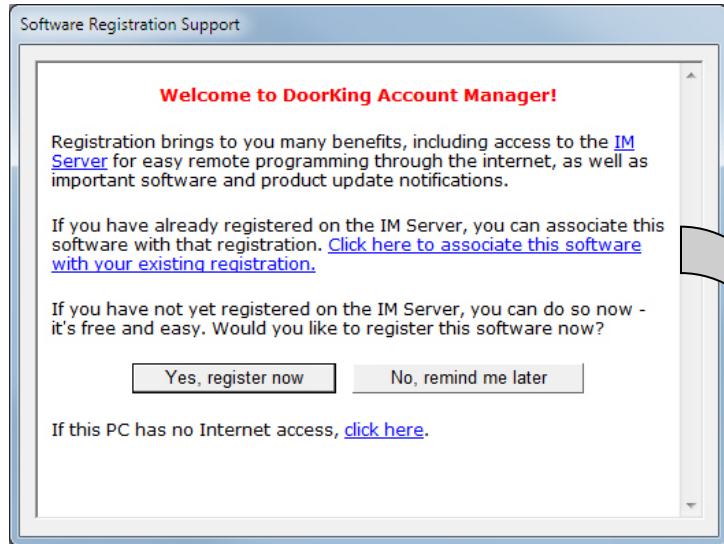 Software Registration Support
Welcome to DoorKing Account Manager!
Registration brings to you many benefits, including access to the IM
Server for easy remote programming through the internet, as well as
important software and product update notifications.
If you have already registered on the IM Server, you can associate this
software with that registration. Click here to associate this software
with your existing registration.
If you have not yet registered on the IM Server, you can do so now -
it's free and easy. Would you like to register this software now?
Yes, register now No, remind me later
If this PC has no Internet access, click here.